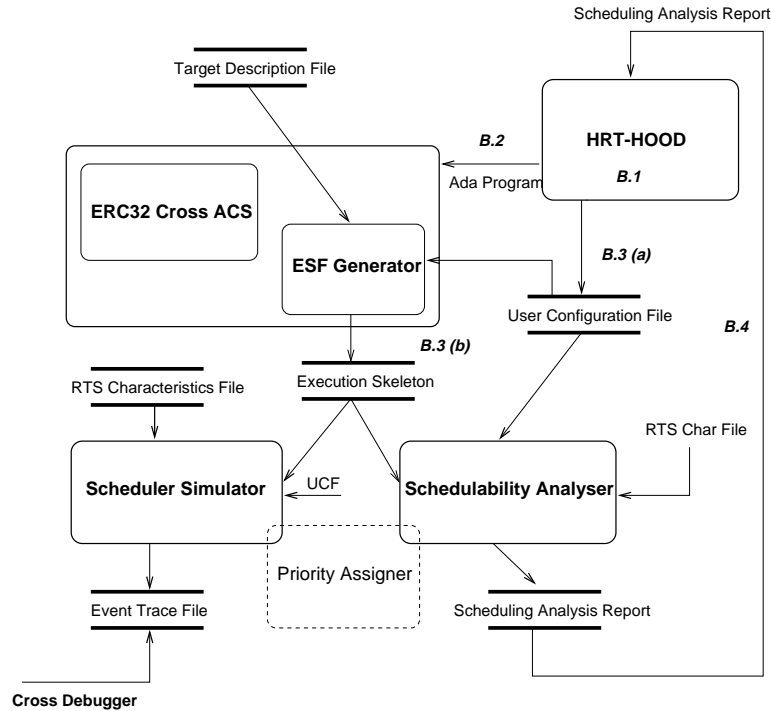 Scheduling Analysis Report
Target Description File
B.2
HRT-HOOD
Ada Program
B.1
ERC32 Cross ACS
ESF Generator
B.3 (a)
User Configuration File
B.4
B.3 (b)
RTS Characteristics File
Execution Skeleton
RTS Char File
Scheduler Simulator
UCF
Schedulability Analyser
Priority Assigner
Event Trace File
Scheduling Analysis Report
Cross Debugger